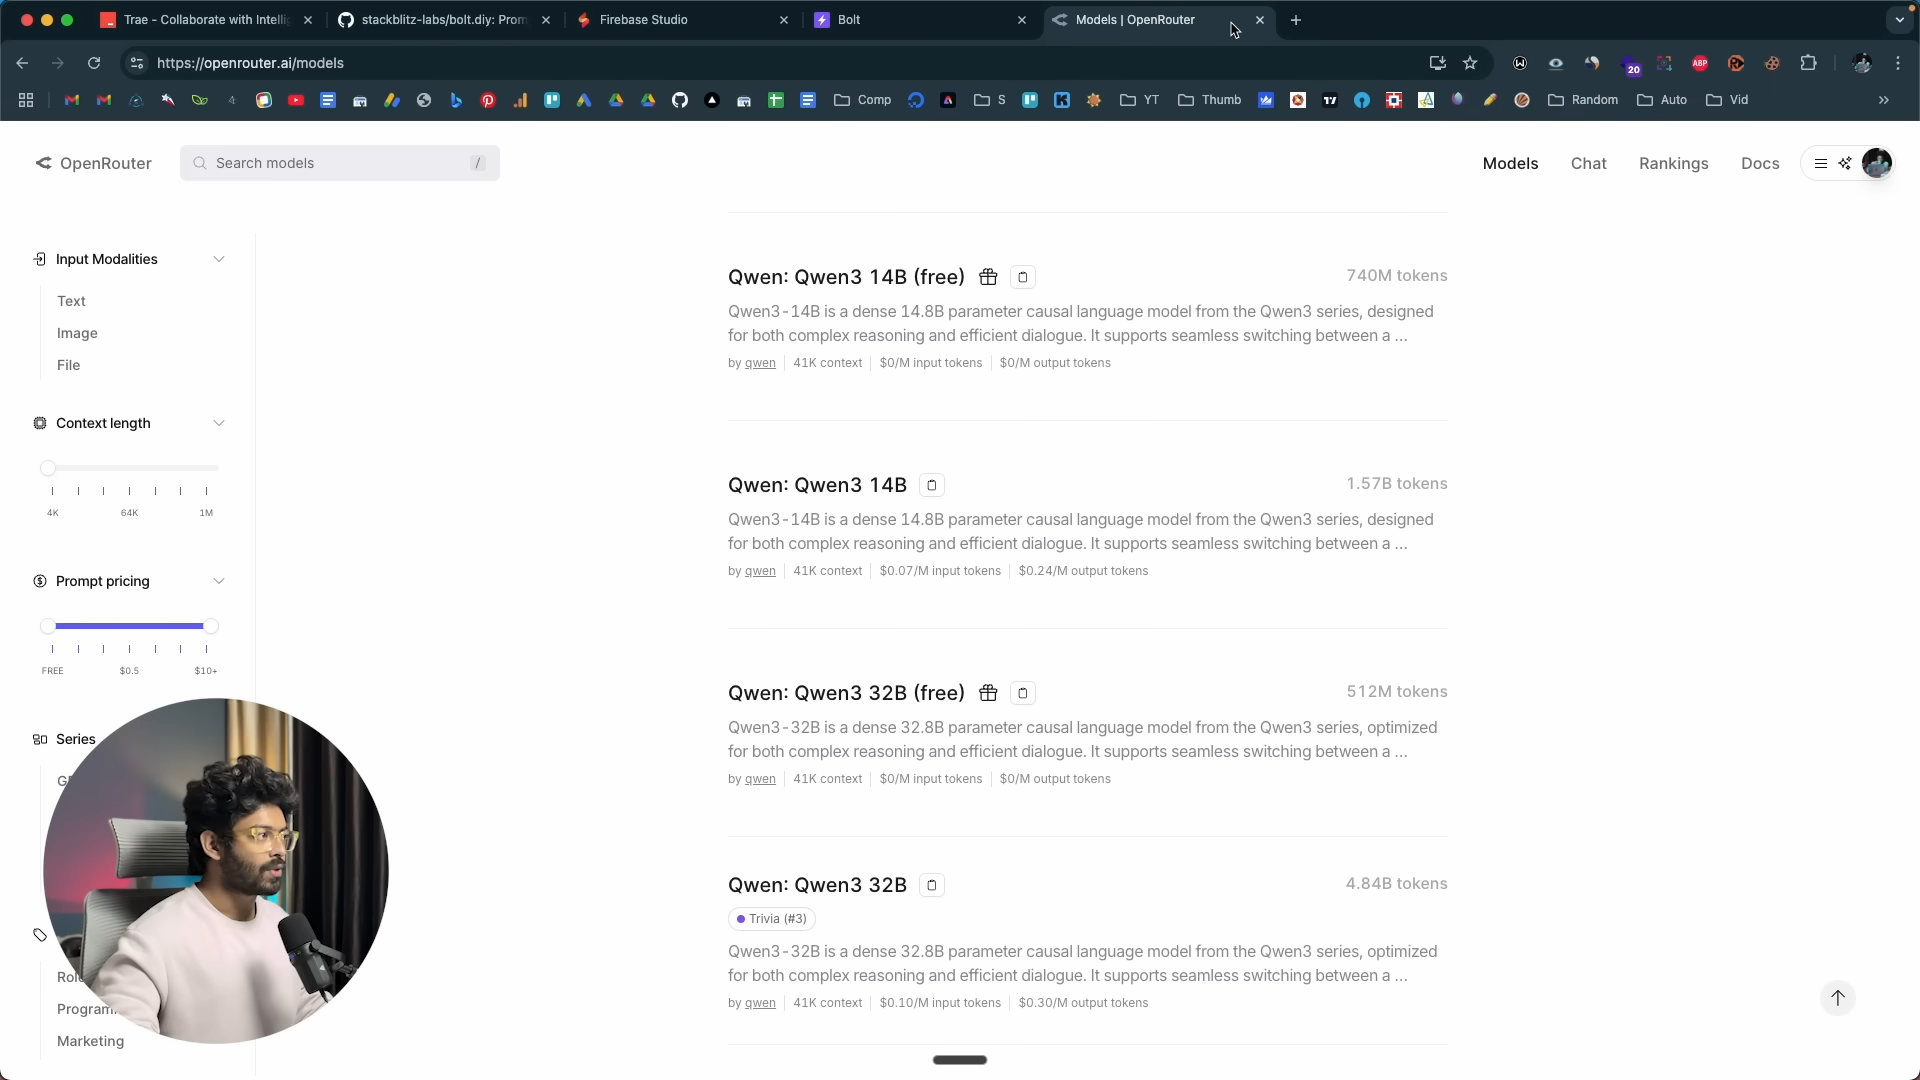 Trae - Collaborate with Intellig
stackblitz-labs/bolt.diy: Prom
Firebase Studio
Bolt
Models | OpenRouter
https://openrouter.ai/models
20
ABP
Comp
S
YT
Thumb
Random
Auto
Vid
OpenRouter
Search models
/
Models
Chat
Rankings
Docs
Input Modalities
Text
Image
File
Context length
4K
64K
1M
Prompt pricing
FREE
$0.5
$10+
Series
Marketing
Qwen: Qwen3 14B (free)
740M tokens
Qwen3-14B is a dense 14.8B parameter causal language model from the Qwen3 series, designed
for both complex reasoning and efficient dialogue. It supports seamless switching between a ...
by qwen
41K context
$0/M input tokens
$0/M output tokens
Qwen: Qwen3 14B
1.57B tokens
Qwen3-14B is a dense 14.8B parameter causal language model from the Qwen3 series, designed
for both complex reasoning and efficient dialogue. It supports seamless switching between a ...
by qwen
41K context
$0.07/M input tokens
$0.24/M output tokens
Qwen: Qwen3 32B (free)
512M tokens
Qwen3-32B is a dense 32.8B parameter causal language model from the Qwen3 series, optimized
for both complex reasoning and efficient dialogue. It supports seamless switching between a ...
by qwen
41K context
$0/M input tokens
$0/M output tokens
Qwen: Qwen3 32B
4.84B tokens
Trivia (#3)
Qwen3-32B is a dense 32.8B parameter causal language model from the Qwen3 series, optimized
for both complex reasoning and efficient dialogue. It supports seamless switching between a ...
by qwen
41K context
$0.10/M input tokens
$0.30/M output tokens